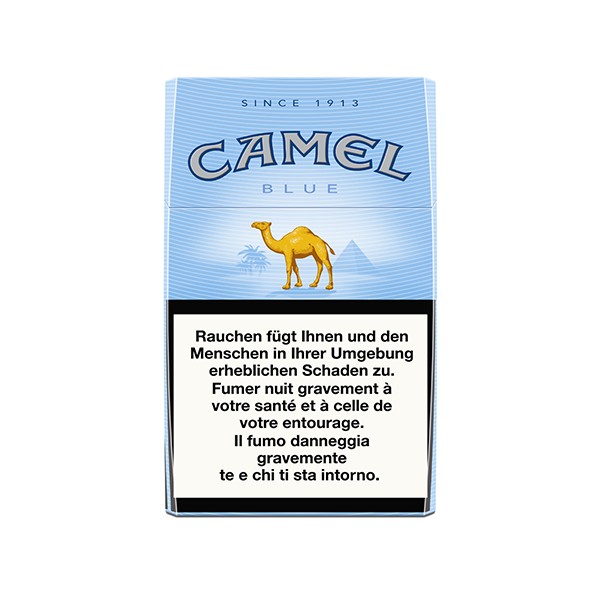 SINCE 1913
CAMEL
BLUE
Rauchen fügt Ihnen und den
Menschen in Ihrer Umgebung
erheblichen Schaden zu.
Fumer nuit gravement à
votre santé et à celle de
votre entourage.
Il fumo danneggia
gravemente
te e chi ti sta intorno.